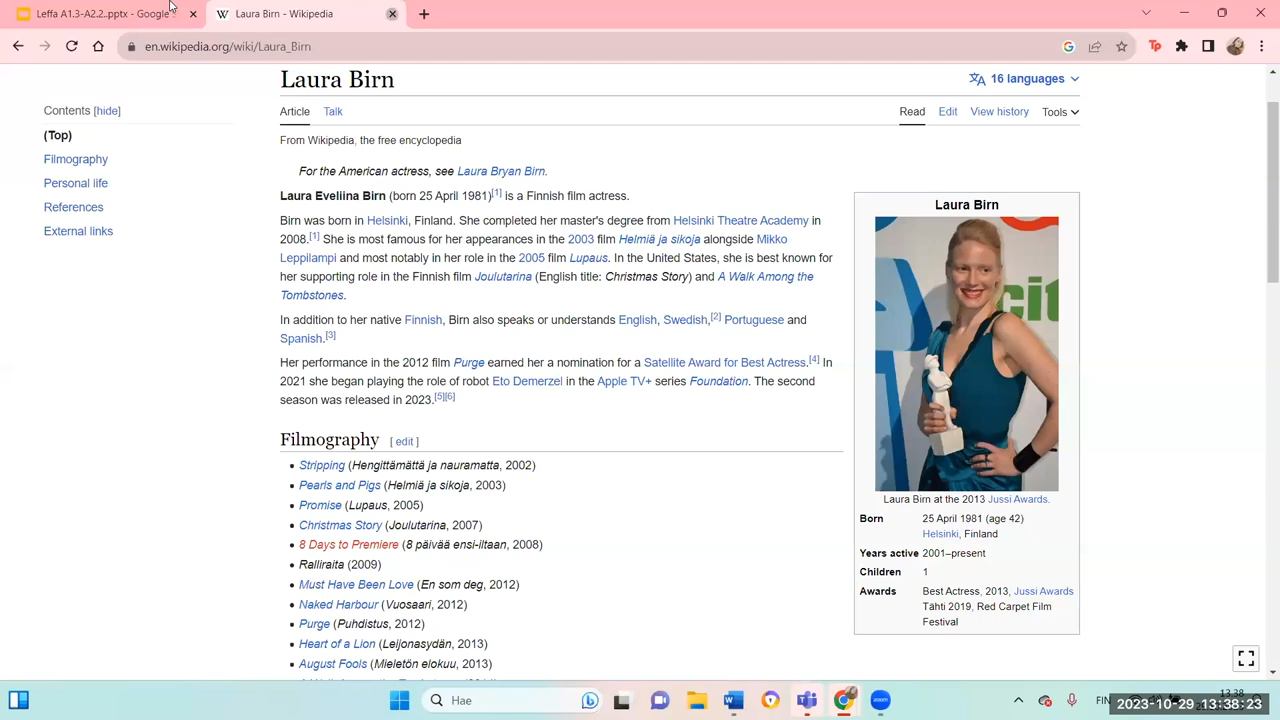 Leffa A1.3-A2.2..pptx - Google S
Laura Birn - Wikipedia
en.wikipedia.org/wiki/Laura_Birn
Laura Birn
16 languages
Contents [hide]
(Top)
Filmography
Personal life
References
External links
Article Talk
Read Edit View history Tools
From Wikipedia, the free encyclopedia
For the American actress, see Laura Bryan Birn.
Laura Eveliina Birn (born 25 April 1981)[1] is a Finnish film actress.
Birn was born in Helsinki, Finland. She completed her master's degree from Helsinki Theatre Academy in
2008.[1] She is most famous for her appearances in the 2003 film Helmiä ja sikoja alongside Mikko
Leppilampi and most notably in her role in the 2005 film Lupaus. In the United States, she is best known for
her supporting role in the Finnish film Joulutarina (English title: Christmas Story) and A Walk Among the
Tombstones.
In addition to her native Finnish, Birn also speaks or understands English, Swedish,[2] Portuguese and
Spanish.[3]
Her performance in the 2012 film Purge earned her a nomination for a Satellite Award for Best Actress.[4] In
2021 she began playing the role of robot Eto Demerzel in the Apple TV+ series Foundation. The second
season was released in 2023.[5][6]
Filmography [ edit ]
Stripping (Hengittämättä ja nauramatta, 2002)
Pearls and Pigs (Helmiä ja sikoja, 2003)
Promise (Lupaus, 2005)
Christmas Story (Joulutarina, 2007)
8 Days to Premiere (8 päivää ensi-iltaan, 2008)
Ralliraita (2009)
Must Have Been Love (En som deg, 2012)
Naked Harbour (Vuosaari, 2012)
Purge (Puhdistus, 2012)
Heart of a Lion (Leijonasydän, 2013)
August Fools (Mieletön elokuu, 2013)
Laura Birn
cit
Laura Birn at the 2013 Jussi Awards.
Born 25 April 1981 (age 42)
Helsinki, Finland
Years active 2001–present
Children 1
Awards Best Actress, 2013, Jussi Awards
Tähti 2019, Red Carpet Film
Festival
Hae
FIN
13.38
2023-10-29 13:38:23